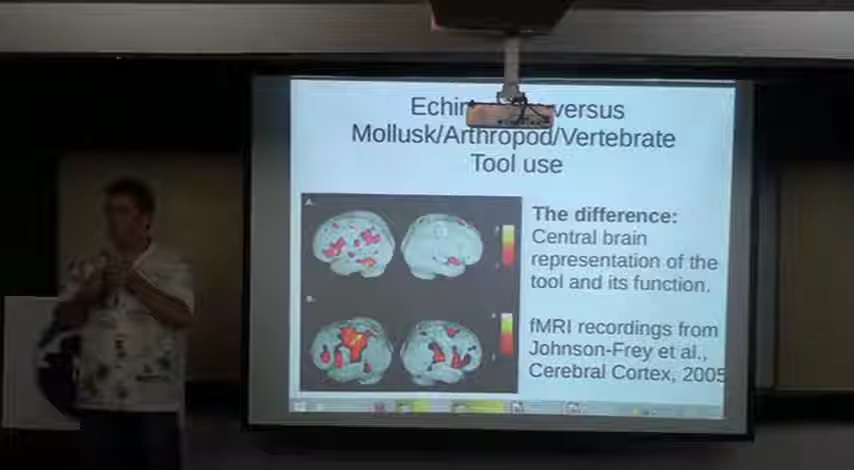 versus
Mollusk/Arthropod/Vertebrate
Tool use
A.
The difference:
Central brain
representation of the
tool and its function.
B.
fMRI recordings from
Johnson-Frey et al.,
Cerebral Cortex, 2005